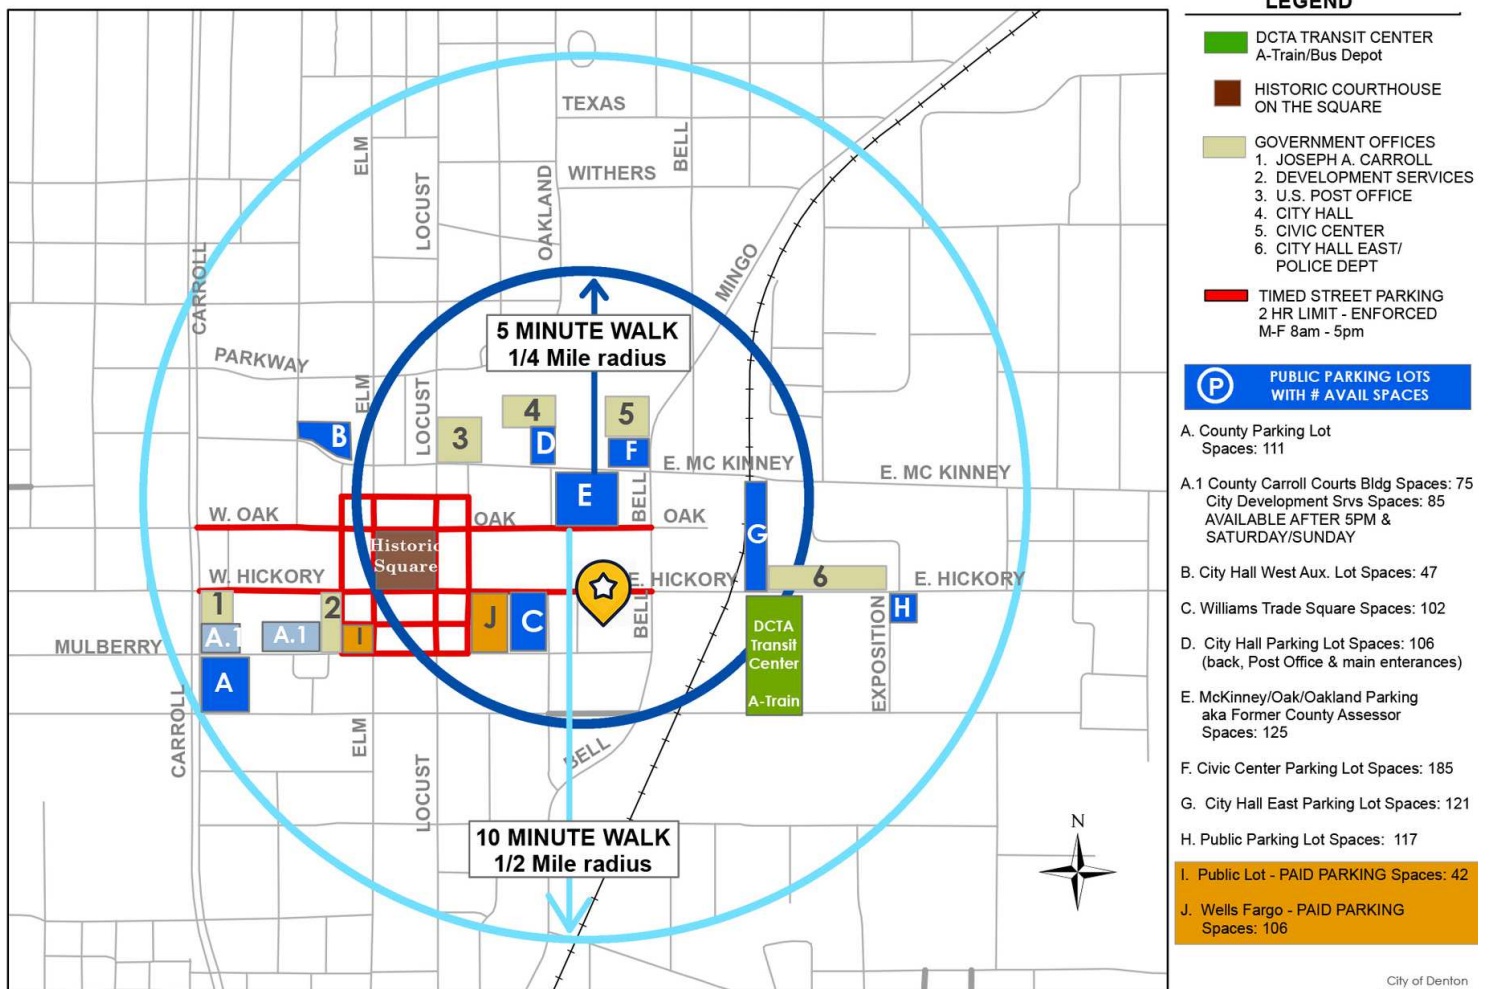 LEGEND
DCTA TRANSIT CENTER
A-Train/Bus Depot
HISTORIC COURTHOUSE
ON THE SQUARE
GOVERNMENT OFFICES
1. JOSEPH A. CARROLL
2. DEVELOPMENT SERVICES
3. U.S. POST OFFICE
4. CITY HALL
5. CIVIC CENTER
6. CITY HALL EAST/
POLICE DEPT
TIMED STREET PARKING
2 HR LIMIT - ENFORCED
M-F 8am - 5pm
P
PUBLIC PARKING LOTS
WITH # AVAIL SPACES
A. County Parking Lot
Spaces: 111
A.1 County Carroll Courts Bldg Spaces: 75
City Development Srvs Spaces: 85
AVAILABLE AFTER 5PM &
SATURDAY/SUNDAY
B. City Hall West Aux. Lot Spaces: 47
C. Williams Trade Square Spaces: 102
D. City Hall Parking Lot Spaces: 106
(back, Post Office & main enterances)
E. McKinney/Oak/Oakland Parking
aka Former County Assessor
Spaces: 125
F. Civic Center Parking Lot Spaces: 185
G. City Hall East Parking Lot Spaces: 121
H. Public Parking Lot Spaces: 117
I. Public Lot - PAID PARKING Spaces: 42
J. Wells Fargo - PAID PARKING
Spaces: 106
City of Denton
TEXAS
ELM
BELL
WITHERS
LOCUST
OAKLAND
CARROLL
MINGO
5 MINUTE WALK
1/4 Mile radius
PARKWAY
ELM
LOCUST
4
5
B
3
D
F
E. MC KINNEY
E. MC KINNEY
E
BELL
W. OAK
OAK
OAK
G
Historic
Square
W. HICKORY
E. HICKORY
6
E. HICKORY
1
2
A.1
A.1
I
J
C
BELL
H
MULBERRY
DCTA
Transit
Center
A-Train
EXPOSITION
A
CARROLL
ELM
LOCUST
BELL
10 MINUTE WALK
1/2 Mile radius
N